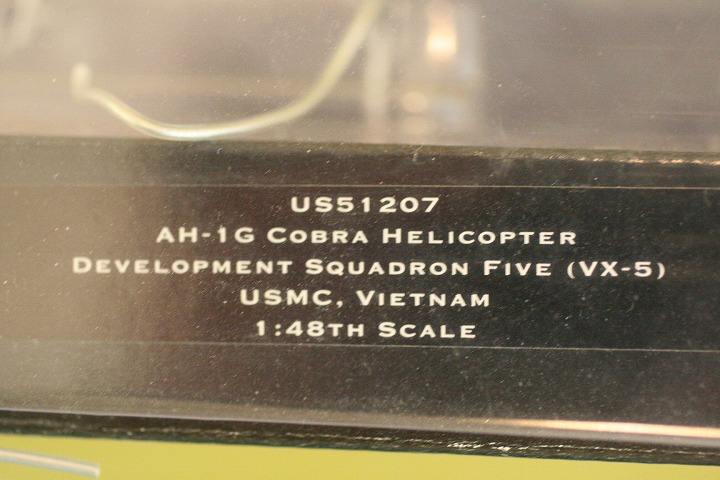 US51207
AH-1G COBRA HELICOPTER
DEVELOPMENT SQUADRON FIVE (VX-5)
USMC, VIETNAM
1:48TH SCALE